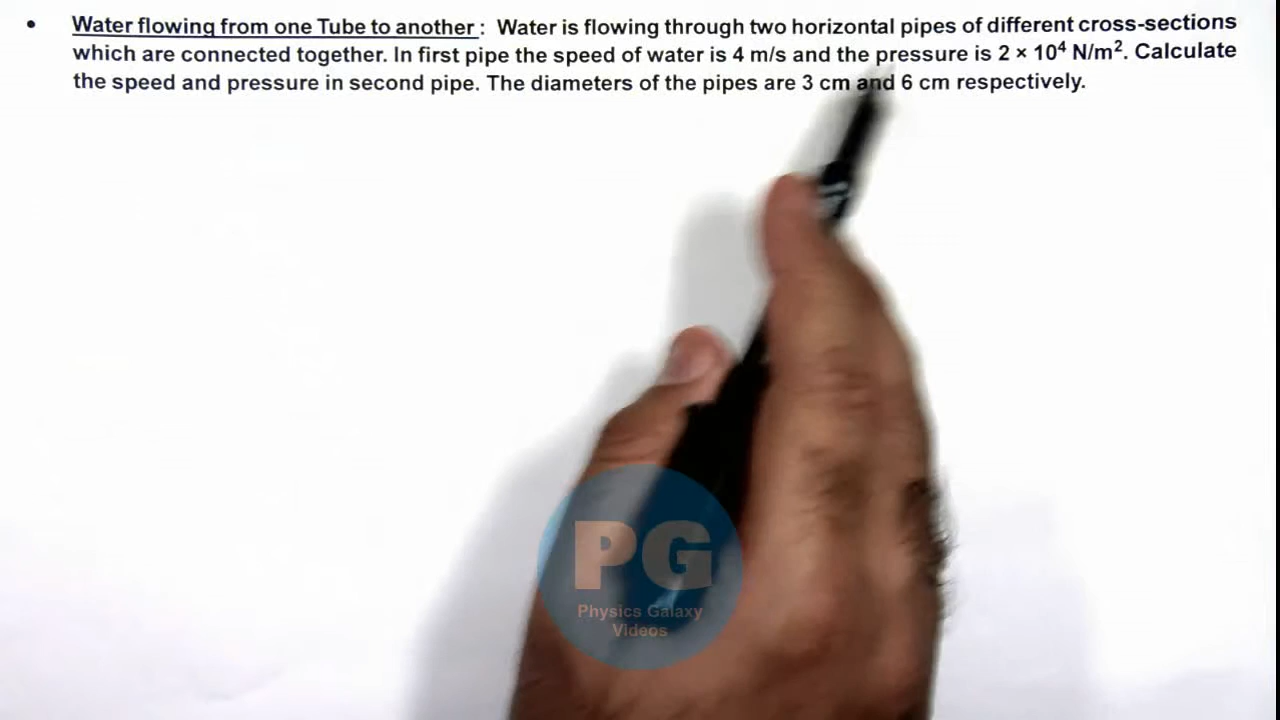 • Water flowing from one Tube to another : Water is flowing through two horizontal pipes of different cross-sections
which are connected together. In first pipe the speed of water is 4 m/s and the pressure is 2 × 10⁴ N/m². Calculate
the speed and pressure in second pipe. The diameters of the pipes are 3 cm and 6 cm respectively.
PG
Physics Galaxy
Videos